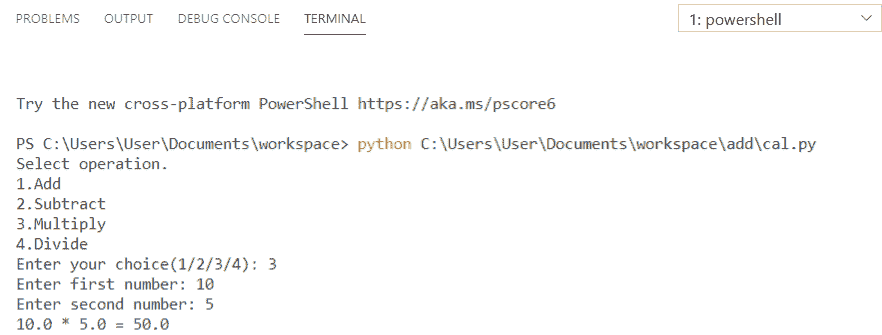 PROBLEMS OUTPUT DEBUG CONSOLE TERMINAL 1: powershell
Try the new cross-platform PowerShell https://aka.ms/pscore6
PS C:\Users\User\Documents\workspace> python C:\Users\User\Documents\workspace\add\cal.py
Select operation.
1.Add
2.Subtract
3.Multiply
4.Divide
Enter your choice(1/2/3/4): 3
Enter first number: 10
Enter second number: 5
10.0 * 5.0 = 50.0